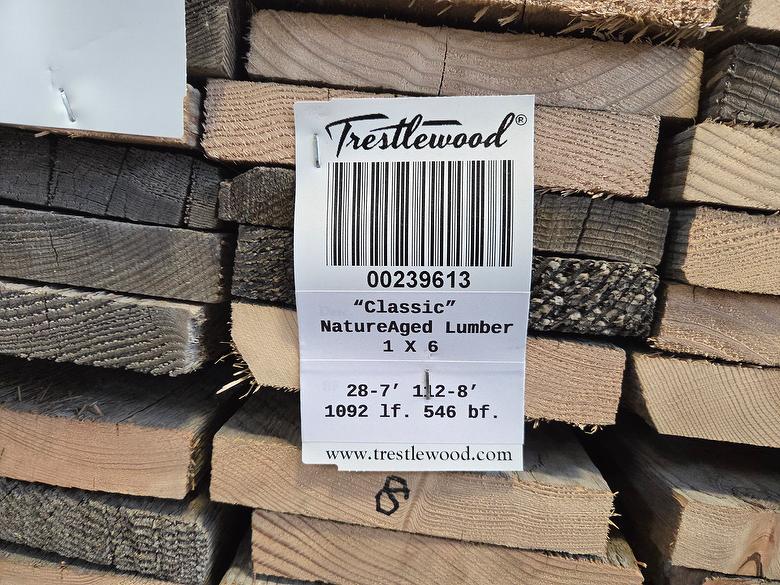 Trestlewood®
00239613
“Classic”
NatureAged Lumber
1 X 6
28-7′ 112-8′
1092 lf. 546 bf.
www.trestlewood.com